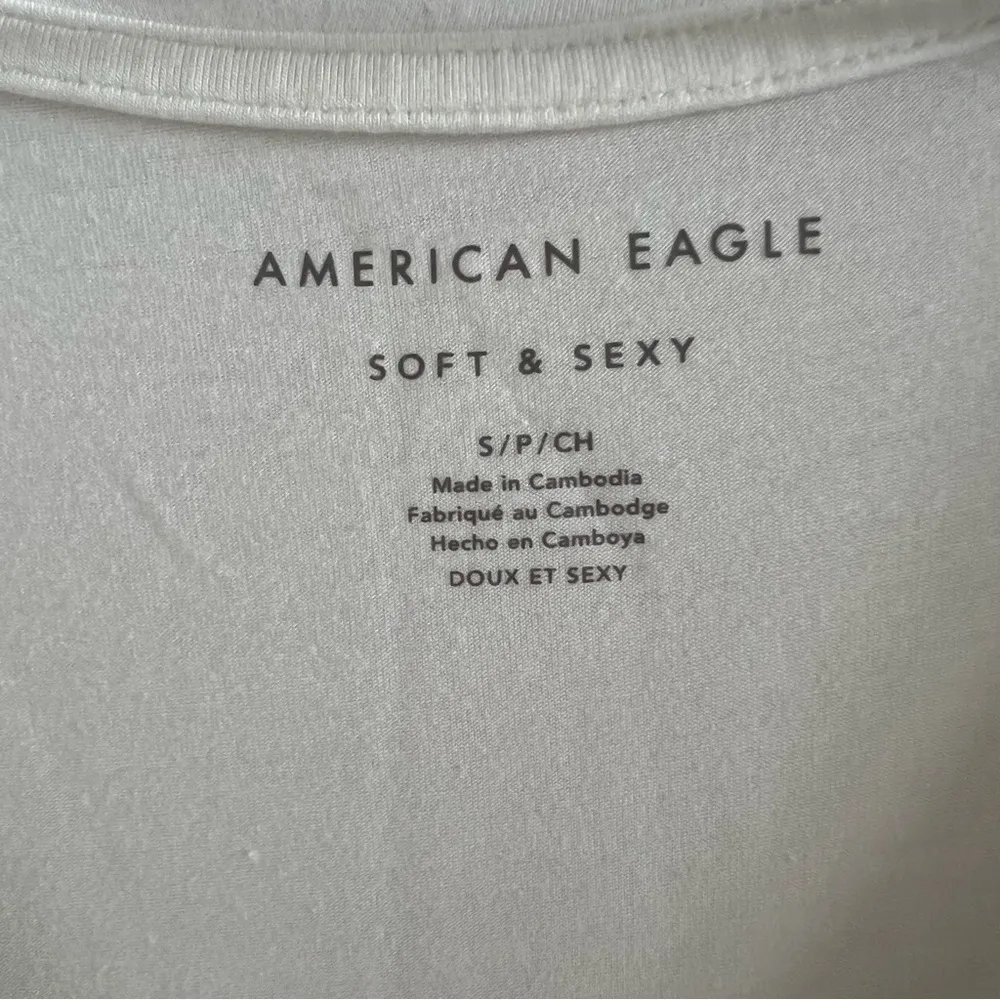 AMERICAN EAGLE
SOFT & SEXY
S/P/CH
Made in Cambodia
Fabriqué au Cambodge
Hecho en Camboya
DOUX ET SEXY